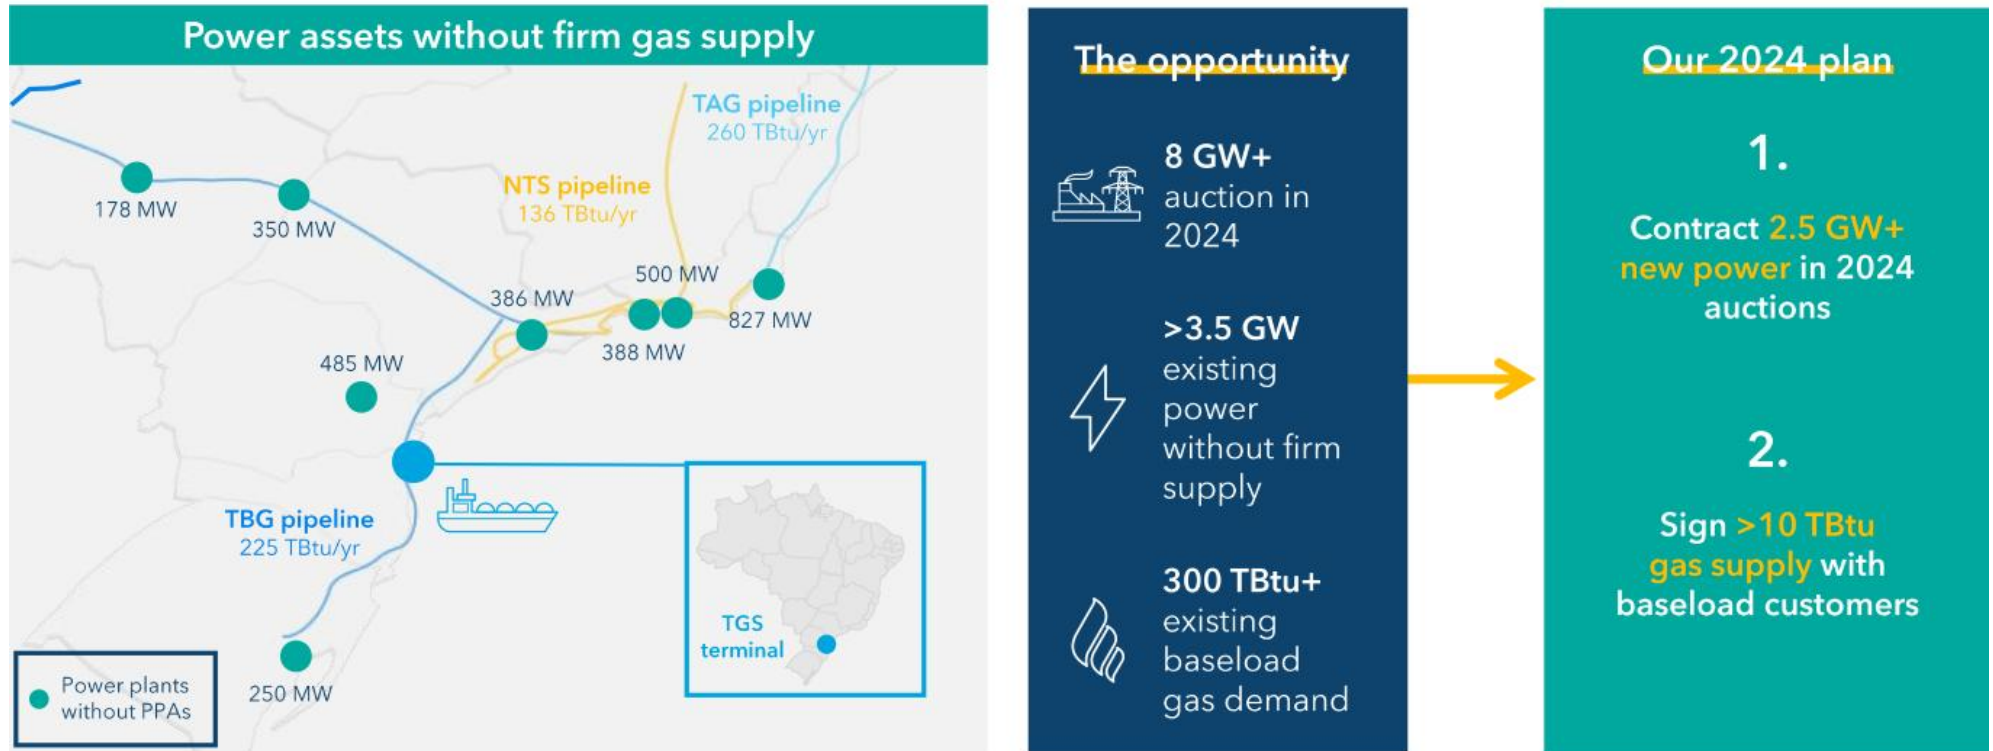 Power assets without firm gas supply
TAG pipeline
260 TBtu/yr
NTS pipeline
136 TBtu/yr
178 MW
350 MW
386 MW
500 MW
827 MW
388 MW
485 MW
TBG pipeline
225 TBtu/yr
250 MW
TGS
terminal
Power plants
without PPAs
The opportunity
8 GW+
auction in
2024
>3.5 GW
existing
power
without firm
supply
300 TBtu+
existing
baseload
gas demand
Our 2024 plan
1.
Contract 2.5 GW+
new power in 2024
auctions
2.
Sign >10 TBtu
gas supply with
baseload customers